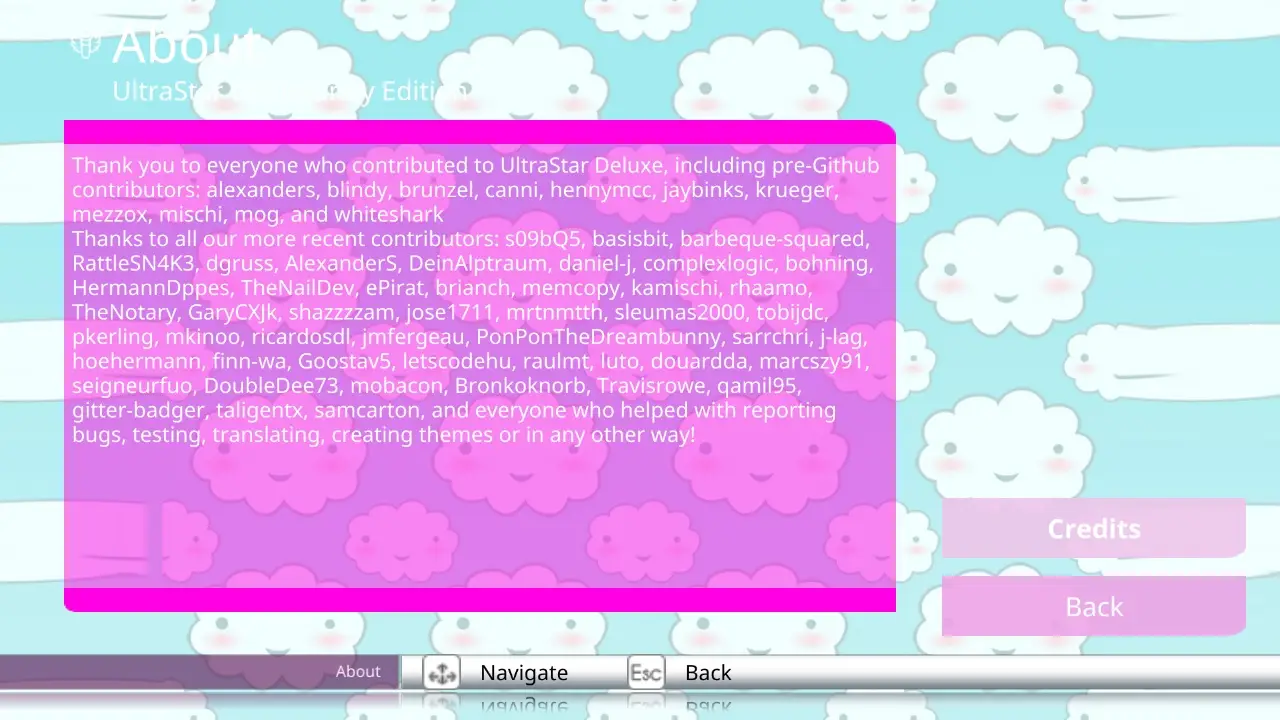 About
UltraStar Edition
Thank you to everyone who contributed to UltraStar Deluxe, including pre-Github
contributors: alexanders, blindy, brunzel, canni, hennymcc, jaybinks, krueger,
mezzox, mischi, mog, and whiteshark
Thanks to all our more recent contributors: s09bQ5, basisbit, barbeque-squared,
RattleSN4K3, dgruss, AlexanderS, DeinAlptraum, daniel-j, complexlogic, bohning,
HermannDppes, TheNailDev, ePirat, brianch, memcopy, kamischi, rhaamo,
TheNotary, GaryCXJk, shazzzzam, jose1711, mrtnmtth, sleumas2000, tobijdc,
pkerling, mkinoo, ricardosdl, jmfergeau, PonPonTheDreambunny, sarrchri, j-lag,
hoehermann, finn-wa, Goostav5, letscodehu, raulmt, luto, douardda, marcszy91,
seigneurfuo, DoubleDee73, mobacon, Bronkoknorb, Travisrowe, qamil95,
gitter-badger, taligentx, samcarton, and everyone who helped with reporting
bugs, testing, translating, creating themes or in any other way!
Credits
Back
About
Navigate
Esc
Back